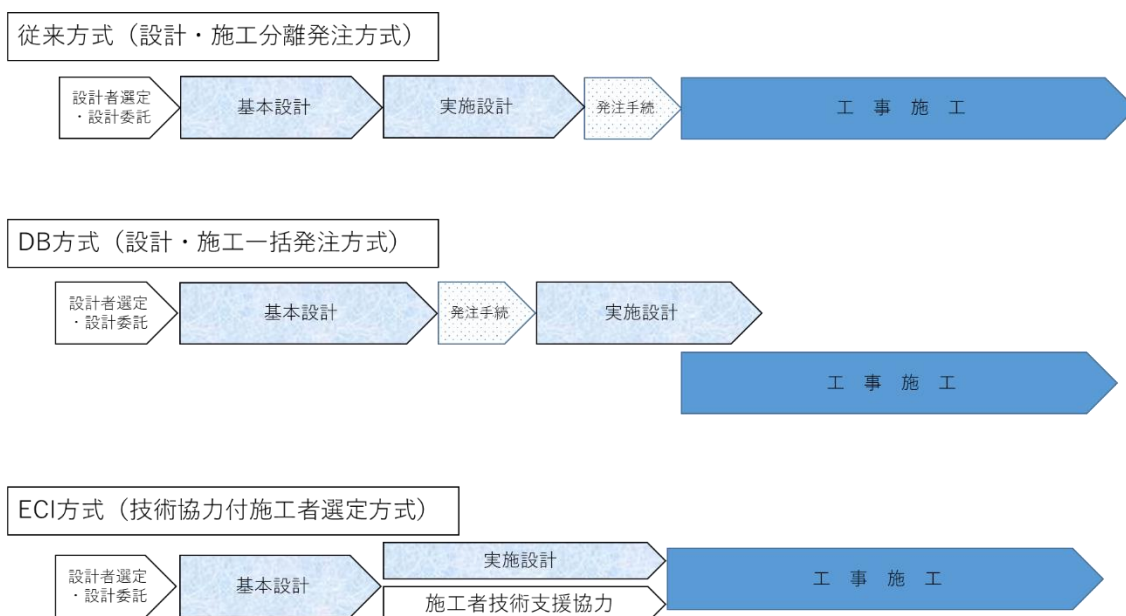 従来方式（設計・施工分離発注方式）
設計者選定
・設計委託
基本設計
実施設計
発注手続
工 事 施 工
DB方式（設計・施工一括発注方式）
設計者選定
・設計委託
基本設計
発注手続
実施設計
工 事 施 工
ECI方式（技術協力付施工者選定方式）
設計者選定
・設計委託
基本設計
実施設計
施工者技術支援協力
工 事 施 工